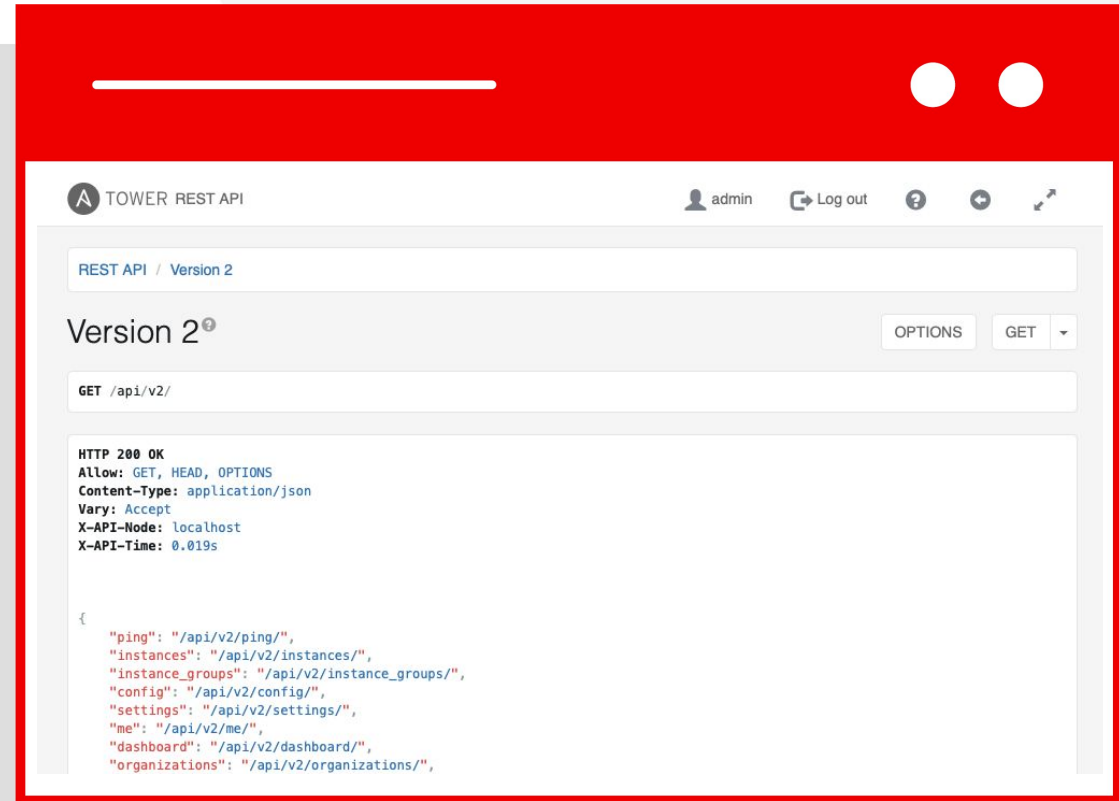 A TOWER REST API admin Log out
REST API / Version 2
Version 2 OPTIONS GET
GET /api/v2/
HTTP 200 OK
Allow: GET, HEAD, OPTIONS
Content-Type: application/json
Vary: Accept
X-API-Node: localhost
X-API-Time: 0.019s
{
"ping": "/api/v2/ping/",
"instances": "/api/v2/instances/",
"instance_groups": "/api/v2/instance_groups/",
"config": "/api/v2/config/",
"settings": "/api/v2/settings/",
"me": "/api/v2/me/",
"dashboard": "/api/v2/dashboard/",
"organizations": "/api/v2/organizations/",